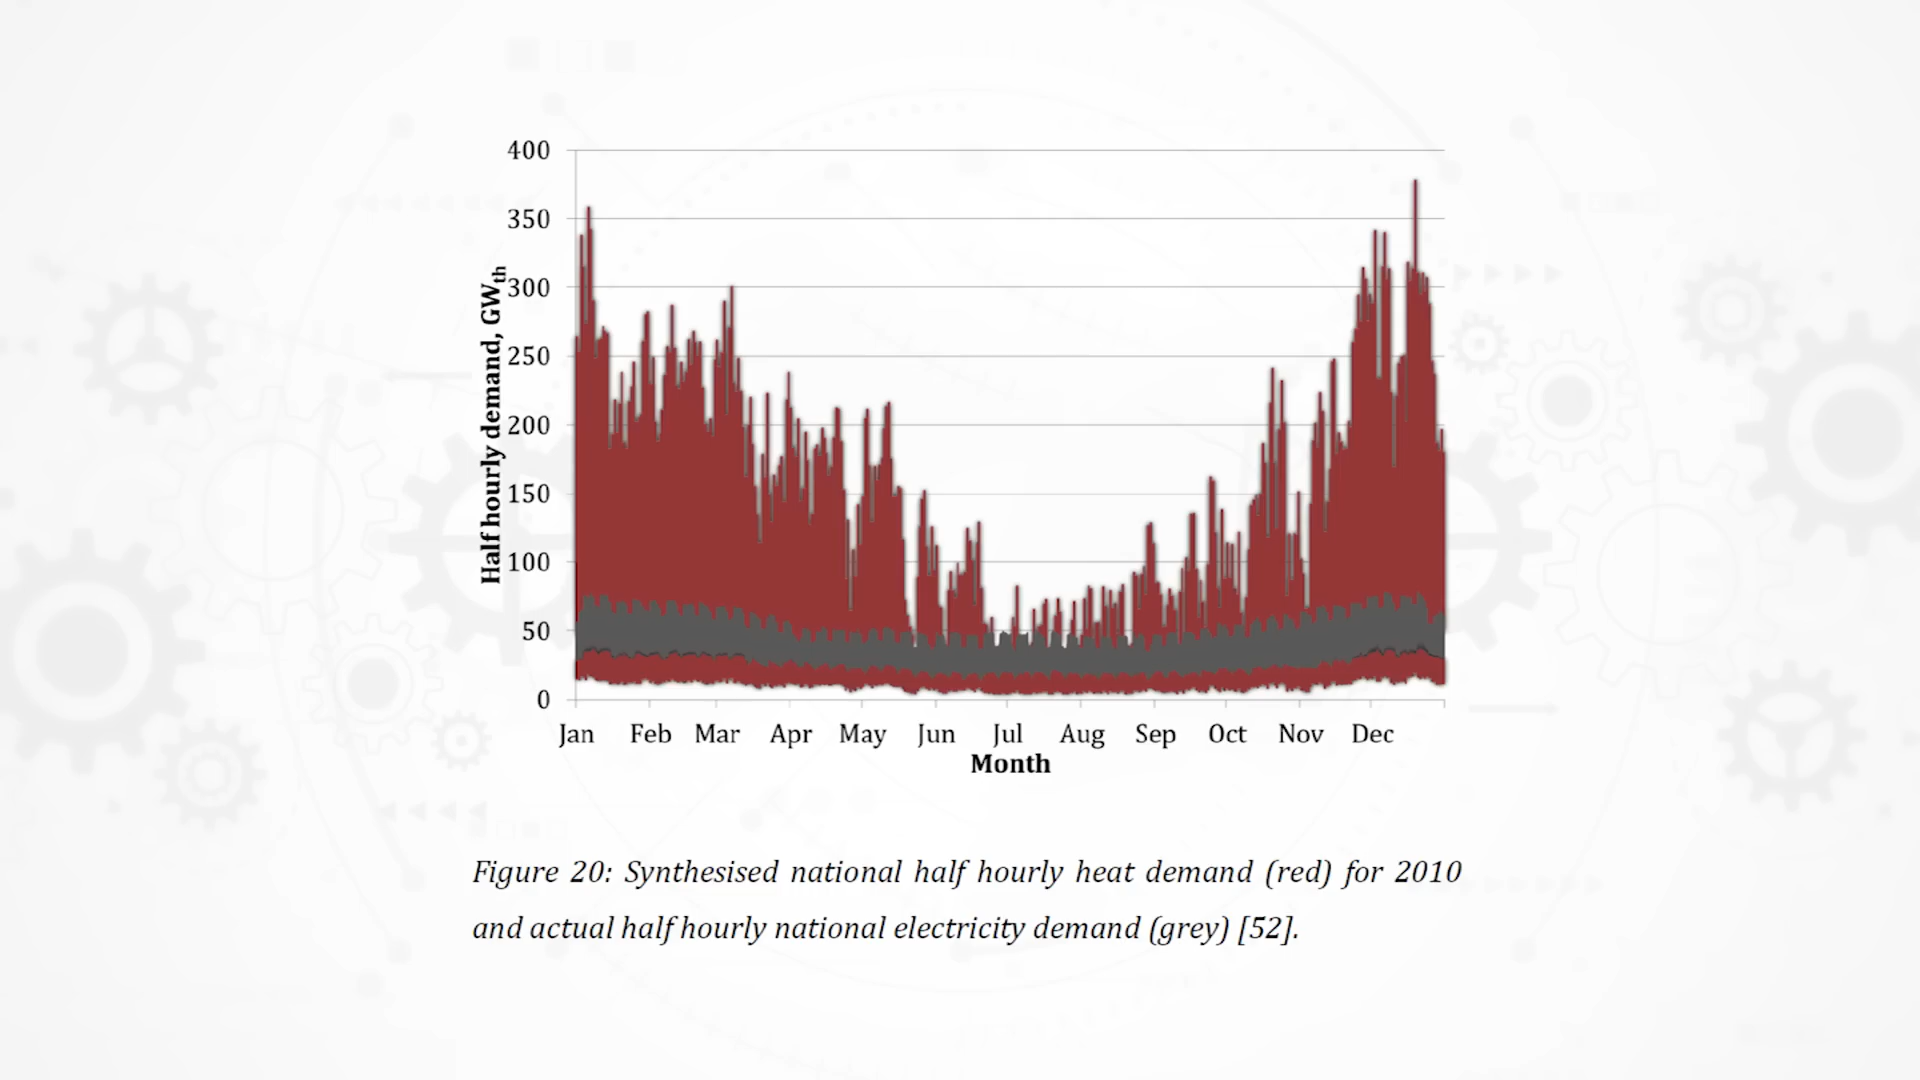 400
350
300
250
200
150
100
50
0
Half hourly demand, GWth
Jan Feb Mar Apr May Jun Jul Aug Sep Oct Nov Dec
Month
Figure 20: Synthesised national half hourly heat demand (red) for 2010
and actual half hourly national electricity demand (grey) [52].